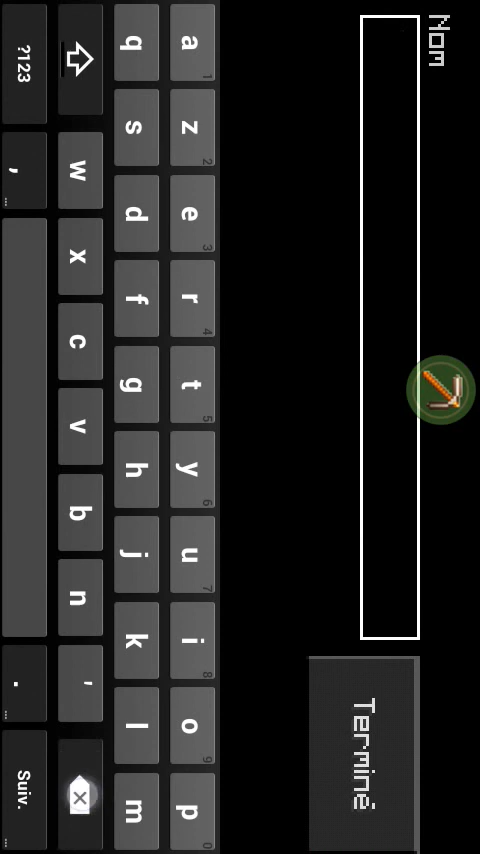 Nom
Terminé
a 1 z 2 e 3 r 4 t 5 y 6 u 7 i 8 o 9 p 0
q s d f g h j k l m
w x c v b n '
?123 , ... . ... Suiv. ...